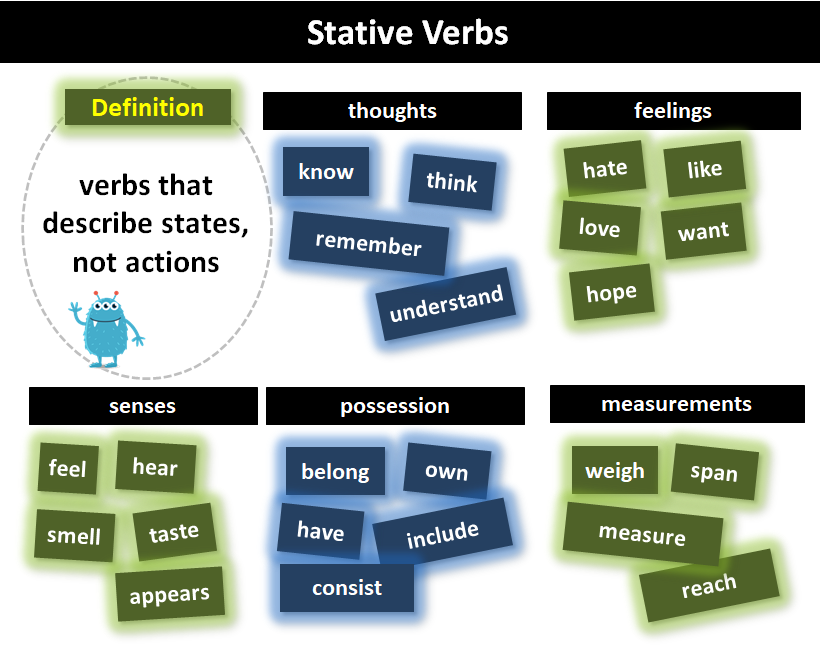 Stative Verbs
Definition
verbs that
describe states,
not actions
thoughts
know
think
remember
understand
feelings
hate
like
love
want
hope
senses
feel
hear
smell
taste
appears
possession
belong
own
have
include
consist
measurements
weigh
span
measure
reach